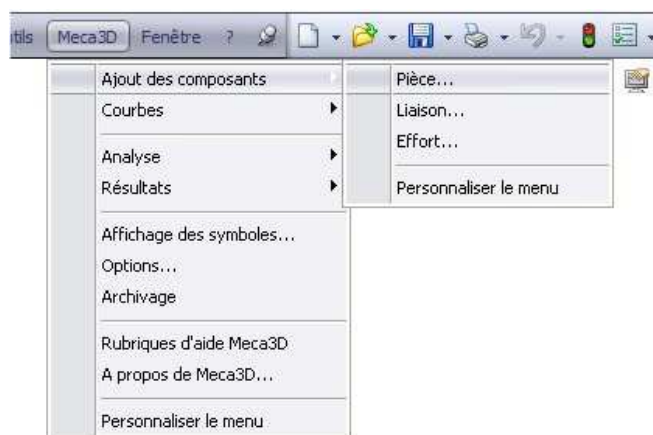 tils Meca3D Fenêtre ?
Ajout des composants
Pièce...
Courbes
Liaison...
Effort...
Analyse
Résultats
Personnaliser le menu
Affichage des symboles...
Options...
Archivage
Rubriques d'aide Meca3D
A propos de Meca3D...
Personnaliser le menu